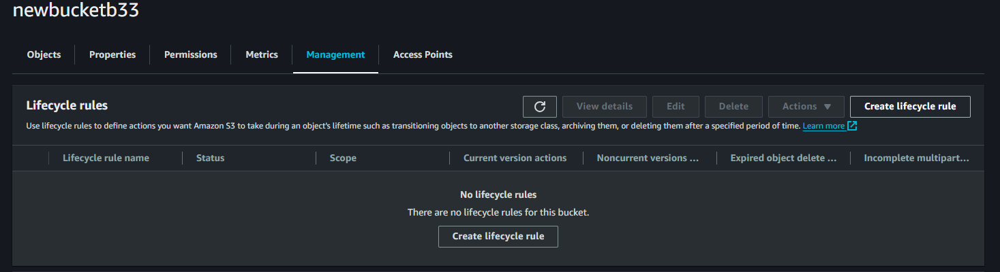 newbucketb33
Objects Properties Permissions Metrics Management Access Points
Lifecycle rules View details Edit Delete Actions Create lifecycle rule
Use lifecycle rules to define actions you want Amazon S3 to take during an object's lifetime such as transitioning objects to another storage class, archiving them, or deleting them after a specified period of time. Learn more
Lifecycle rule name Status Scope Current version actions Noncurrent versions ... Expired object delete ... Incomplete multipart...
No lifecycle rules
There are no lifecycle rules for this bucket.
Create lifecycle rule